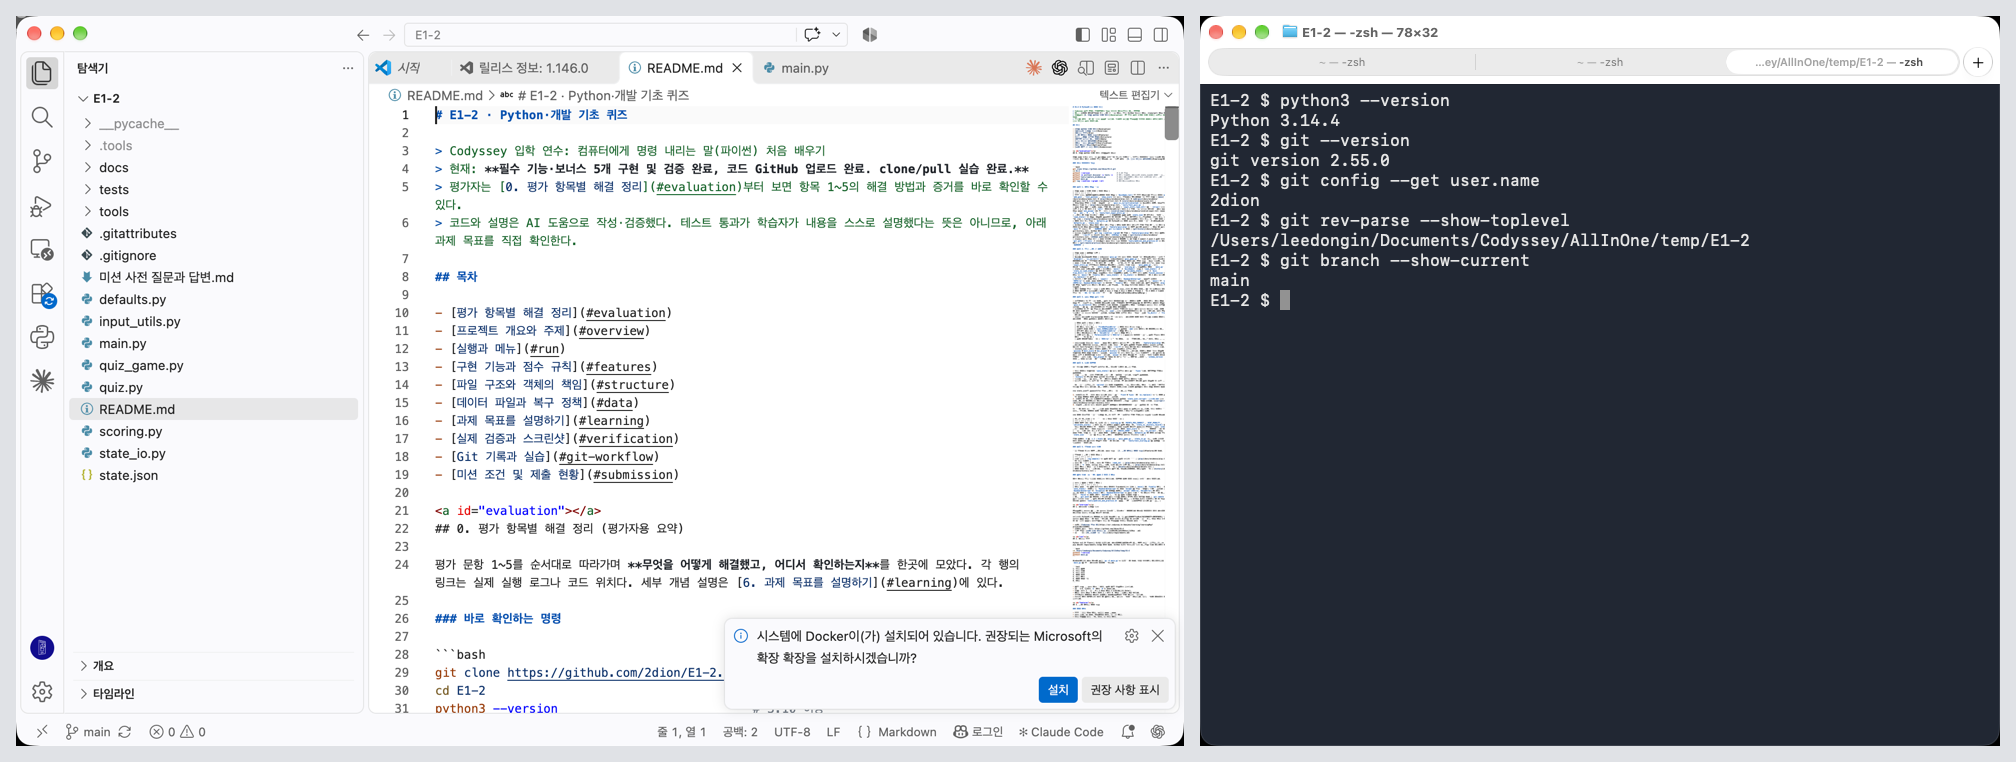 E1-2
탐색기
E1-2
__pycache__
.tools
docs
tests
tools
.gitattributes
.gitignore
미션 사전 질문과 답변.md
defaults.py
input_utils.py
main.py
quiz_game.py
quiz.py
README.md
scoring.py
state_io.py
state.json
개요
타임라인
시작
릴리스 정보: 1.146.0
README.md
main.py
README.md > abc # E1-2 · Python·개발 기초 퀴즈
텍스트 편집기
1 # E1-2 · Python·개발 기초 퀴즈
2
3 > Codyssey 입학 연수: 컴퓨터에게 명령 내리는 말(파이썬) 처음 배우기
4 > 현재: **필수 기능·보너스 5개 구현 및 검증 완료, 코드 GitHub 업로드 완료. clone/pull 실습 완료.**
5 > 평가자는 [0. 평가 항목별 해결 정리](#evaluation)부터 보면 항목 1~5의 해결 방법과 증거를 바로 확인할 수
있다.
6 > 코드와 설명은 AI 도움으로 작성·검증했다. 테스트 통과가 학습자가 내용을 스스로 설명했다는 뜻은 아니므로, 아래
과제 목표를 직접 확인한다.
7
8 ## 목차
9
10 - [평가 항목별 해결 정리](#evaluation)
11 - [프로젝트 개요와 주제](#overview)
12 - [실행과 메뉴](#run)
13 - [구현 기능과 점수 규칙](#features)
14 - [파일 구조와 객체의 책임](#structure)
15 - [데이터 파일과 복구 정책](#data)
16 - [과제 목표를 설명하기](#learning)
17 - [실제 검증과 스크린샷](#verification)
18 - [Git 기록과 실습](#git-workflow)
19 - [미션 조건 및 제출 현황](#submission)
20
21 <a id="evaluation"></a>
22 ## 0. 평가 항목별 해결 정리 (평가자용 요약)
23
24 평가 문항 1~5를 순서대로 따라가며 **무엇을 어떻게 해결했고, 어디서 확인하는지**를 한곳에 모았다. 각 행의
링크는 실제 실행 로그나 코드 위치다. 세부 개념 설명은 [6. 과제 목표를 설명하기](#learning)에 있다.
25
26 ### 바로 확인하는 명령
27
28 ```bash
29 git clone https://github.com/2dion/E1-2.
30 cd E1-2
31 python3 --version
시스템에 Docker이(가) 설치되어 있습니다. 권장되는 Microsoft의
확장 확장을 설치하시겠습니까?
설치
권장 사항 표시
main
0 0
줄 1, 열 1
공백: 2
UTF-8
LF
{ } Markdown
로그인
Claude Code
E1-2 — -zsh — 78×32
~ — -zsh
~ — -zsh
...ey/AllInOne/temp/E1-2 — -zsh
E1-2 $ python3 --version
Python 3.14.4
E1-2 $ git --version
git version 2.55.0
E1-2 $ git config --get user.name
2dion
E1-2 $ git rev-parse --show-toplevel
/Users/leedongin/Documents/Codyssey/AllInOne/temp/E1-2
E1-2 $ git branch --show-current
main
E1-2 $